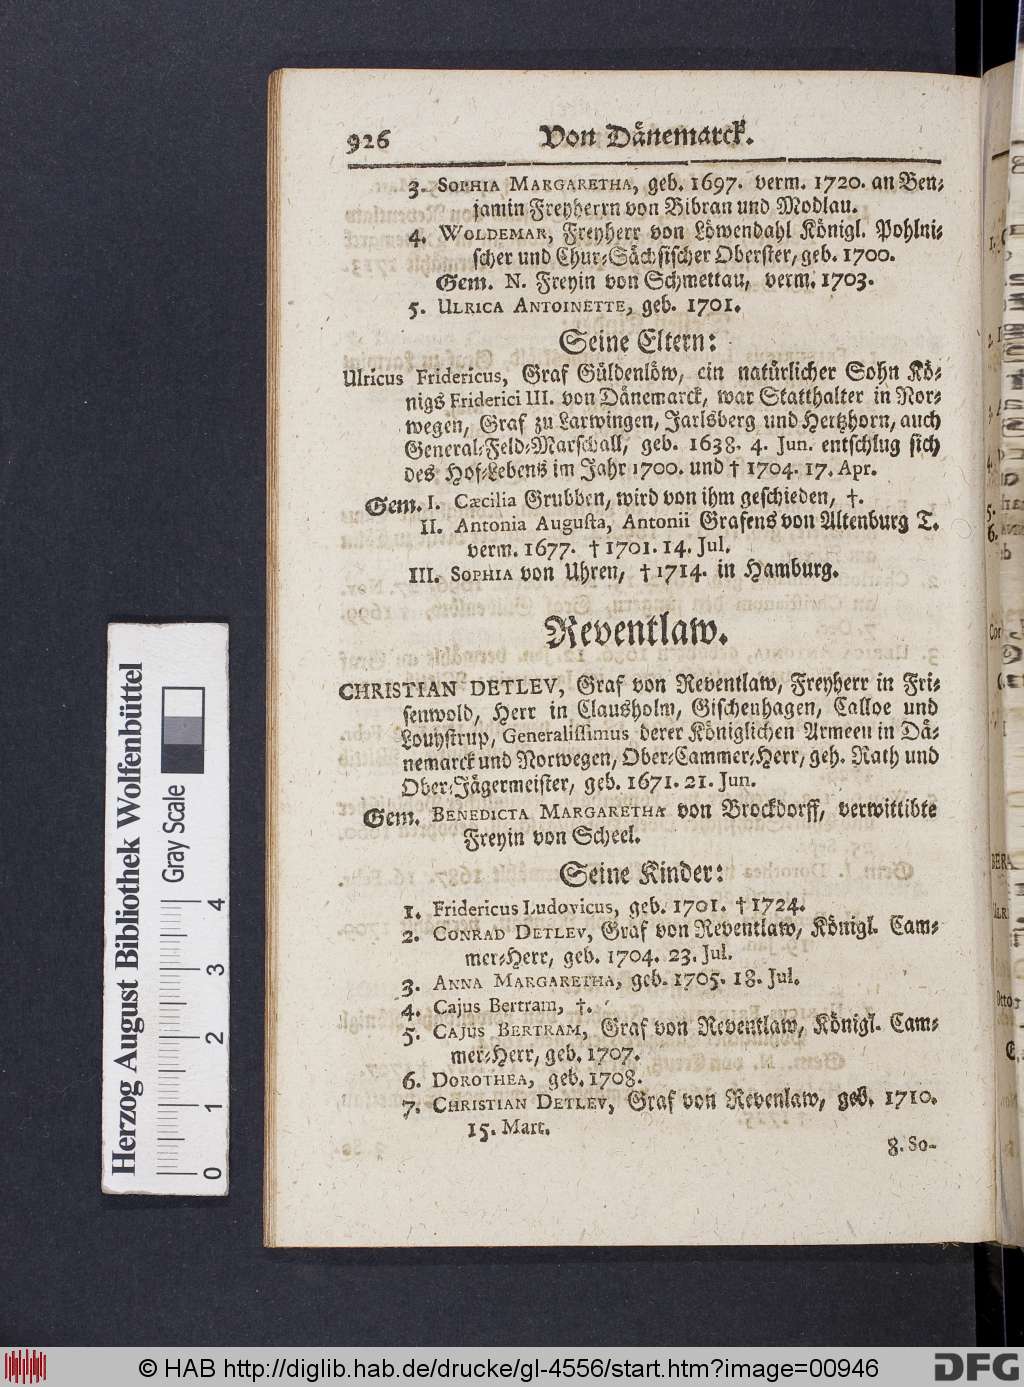 926 Von Dänemarck.
3. SOPHIA MARGARETHA, geb. 1697. verm. 1720. an Ben-
jamin Freyherrn von Bibran und Modlau.
4. WOLDEMAR, Freyherr von Löwendahl Königl. Pohlni-
scher und Chur-Sächsischer Oberster, geb. 1700.
Gem. N. Freyin von Schmettau, verm. 1703.
5. ULRICA ANTOINETTE, geb. 1701.
Seine Eltern:
Ulricus Fridericus, Graf Güldenlöw, ein natürlicher Sohn Kö-
nigs Friderici III. von Dänemarck, war Statthalter in Nor-
wegen, Graf zu Larwingen, Jarlsberg und Hertzhorn, auch
General-Feld-Marschall, geb. 1638. 4. Jun. entschlug sich
des Hof-Lebens im Jahr 1700. und † 1704. 17. Apr.
Gem. I. Cæcilia Grubben, wird von ihm geschieden, †.
II. Antonia Augusta, Antonii Grafens von Altenburg T.
verm. 1677. † 1701. 14. Jul.
III. SOPHIA von Uhren, † 1714. in Hamburg.
Reventlaw.
CHRISTIAN DETLEV, Graf von Reventlaw, Freyherr in Fri-
senwold, Herr in Clausholm, Gischenhagen, Calloe und
Louystrup, Generalissimus derer Königlichen Armeen in Dä-
nemarck und Norwegen, Ober-Cammer-Herr, geh. Rath und
Ober-Jägermeister, geb. 1671. 21. Jun.
Gem. BENEDICTA MARGARETHA von Brockdorff, verwittibte
Freyin von Scheel.
Seine Kinder:
1. Fridericus Ludovicus, geb. 1701. † 1724.
2. CONRAD DETLEV, Graf von Reventlaw, Königl. Cam-
mer-Herr, geb. 1704. 23. Jul.
3. ANNA MARGARETHA, geb. 1705. 18. Jul.
4. Cajus Bertram, †.
5. CAJUS BERTRAM, Graf von Reventlaw, Königl. Cam-
mer-Herr, geb. 1707.
6. DOROTHEA, geb. 1708.
7. CHRISTIAN DETLEV, Graf von Revenlaw, geb. 1710.
15. Mart.
8. So-
Herzog August Bibliothek Wolfenbüttel
Gray Scale
0 1 2 3 4
© HAB http://diglib.hab.de/drucke/gl-4556/start.htm?image=00946
DFG